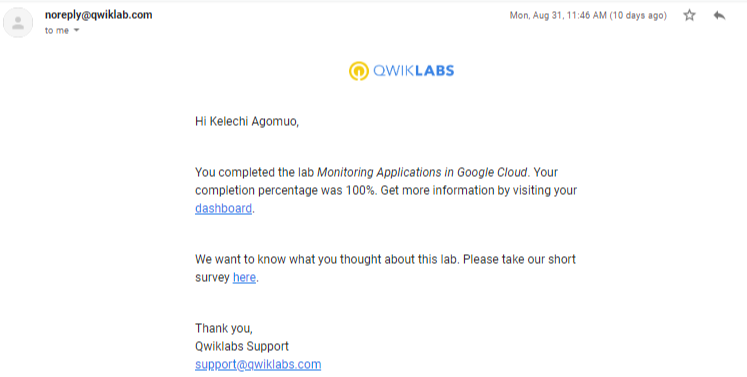 noreply@qwiklab.com
Mon, Aug 31, 11:46 AM (10 days ago)
to me
QWIKLABS
Hi Kelechi Agomuo,
You completed the lab Monitoring Applications in Google Cloud. Your
completion percentage was 100%. Get more information by visiting your
dashboard.
We want to know what you thought about this lab. Please take our short
survey here.
Thank you,
Qwiklabs Support
support@qwiklabs.com